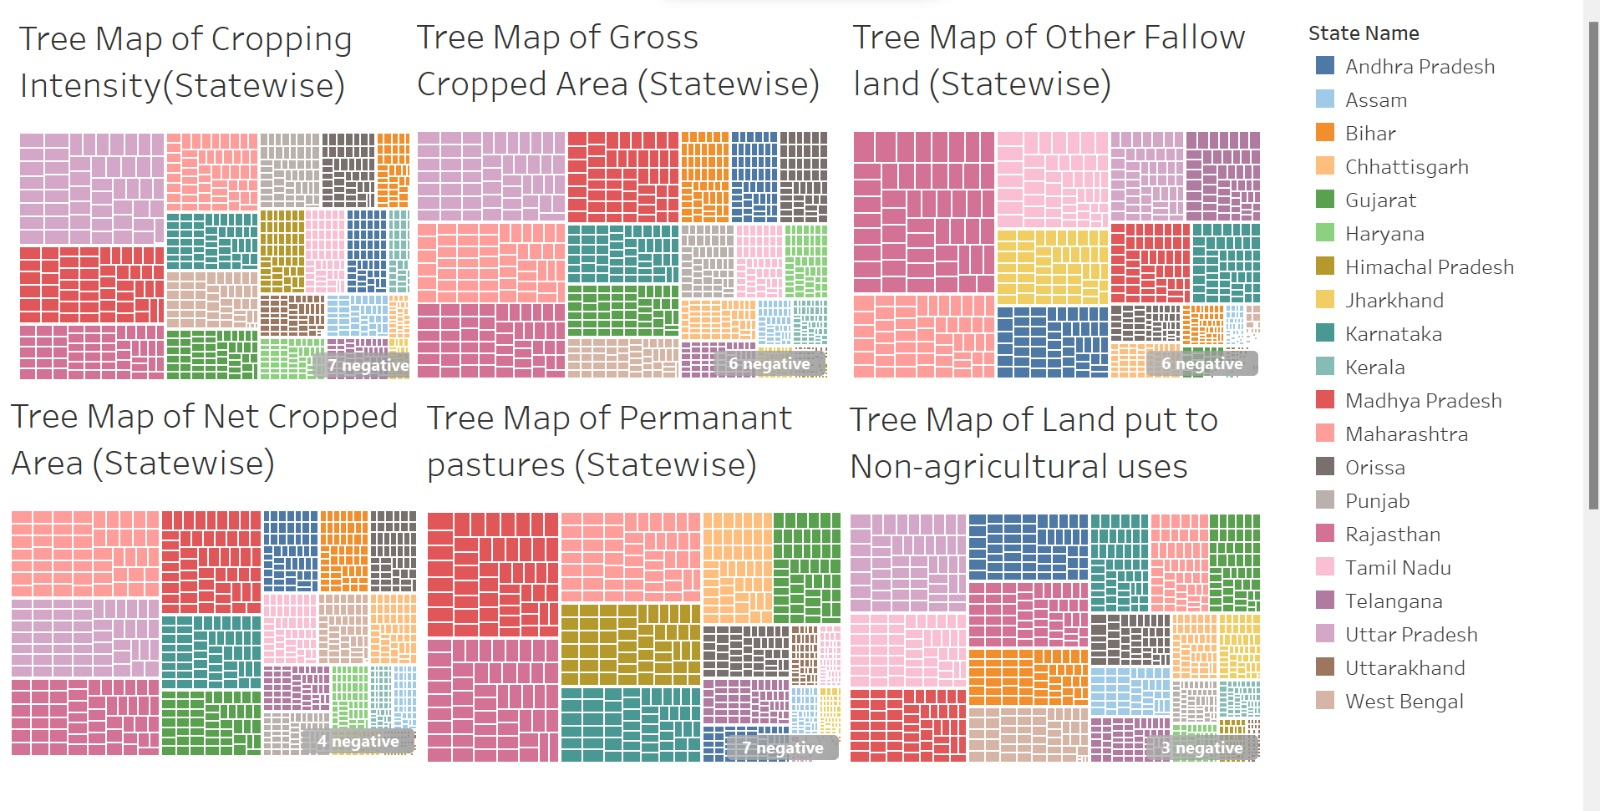 Tree Map of Cropping
Intensity(Statewise)
7 negative
Tree Map of Gross
Cropped Area (Statewise)
6 negative
Tree Map of Other Fallow
land (Statewise)
6 negative
Tree Map of Net Cropped
Area (Statewise)
4 negative
Tree Map of Permanant
pastures (Statewise)
7 negative
Tree Map of Land put to
Non-agricultural uses
3 negative
State Name
Andhra Pradesh
Assam
Bihar
Chhattisgarh
Gujarat
Haryana
Himachal Pradesh
Jharkhand
Karnataka
Kerala
Madhya Pradesh
Maharashtra
Orissa
Punjab
Rajasthan
Tamil Nadu
Telangana
Uttar Pradesh
Uttarakhand
West Bengal